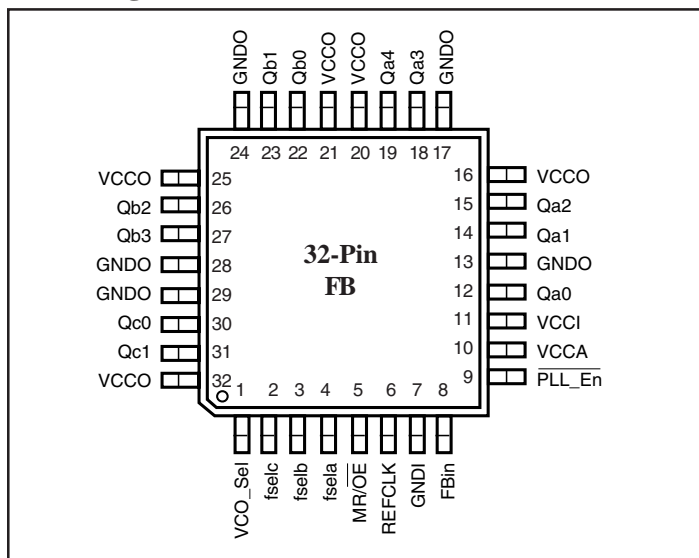 GNDO Qb1 Qb0 VCCO VCCO Qa4 Qa3 GNDO
24 23 22 21 20 19 18 17
VCCO 25 16 VCCO
Qb2 26 15 Qa2
Qb3 27 14 Qa1
GNDO 28 13 GNDO
GNDO 29 12 Qa0
Qc0 30 11 VCCI
Qc1 31 10 VCCA
VCCO 32 9 PLL_En
32-Pin
FB
1 2 3 4 5 6 7 8
VCO_Sel fselc fselb fsela MR/OE REFCLK GNDI FBin